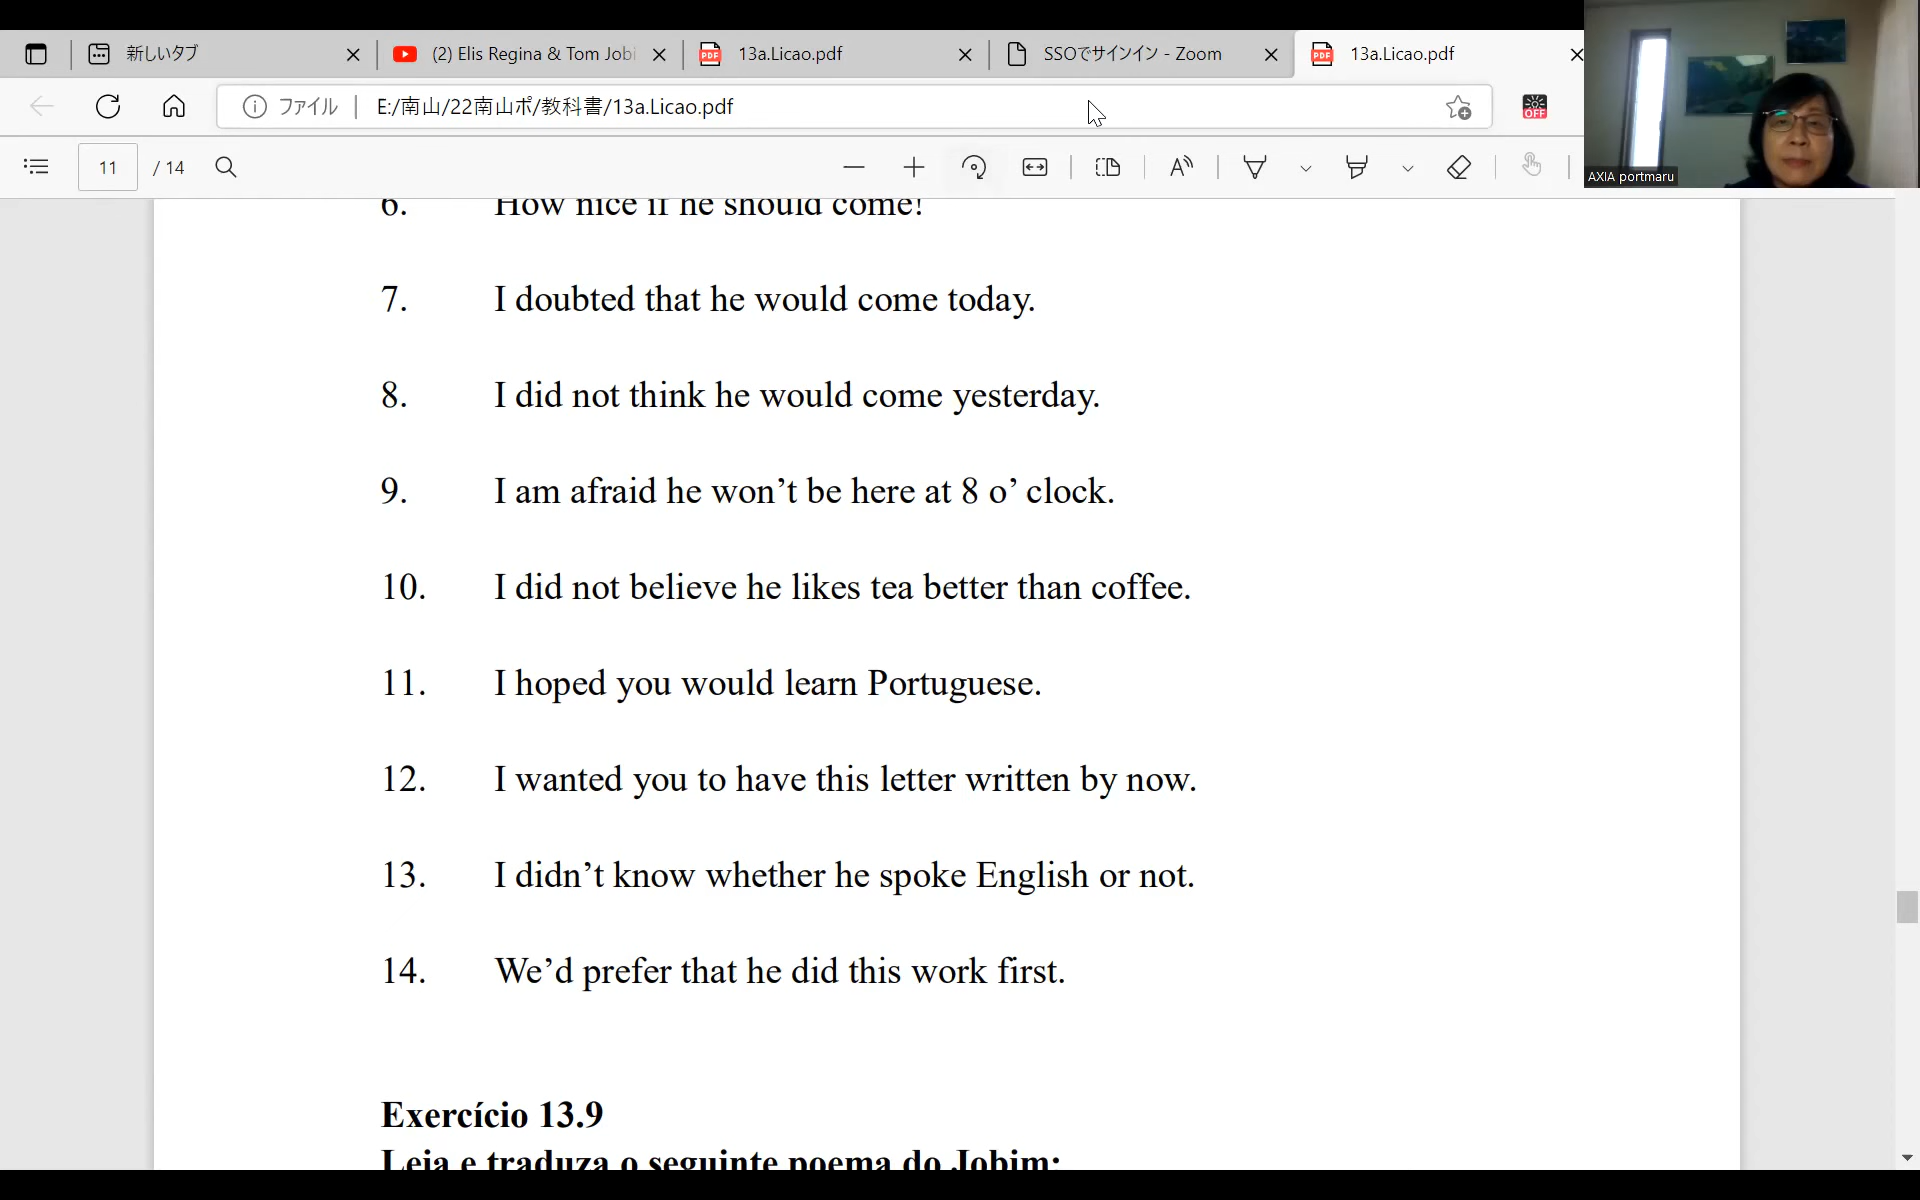 新しいタブ
(2) Elis Regina & Tom Jobi
13a.Licao.pdf
SSOでサインイン - Zoom
13a.Licao.pdf
ファイル
E:/南山/22南山ポ/教科書/13a.Licao.pdf
OFF
11 / 14
AXIA portmaru
6. How nice if he should come!
7. I doubted that he would come today.
8. I did not think he would come yesterday.
9. I am afraid he won’t be here at 8 o’ clock.
10. I did not believe he likes tea better than coffee.
11. I hoped you would learn Portuguese.
12. I wanted you to have this letter written by now.
13. I didn’t know whether he spoke English or not.
14. We’d prefer that he did this work first.
Exercício 13.9
Leia e traduza o seguinte poema do Jobim: